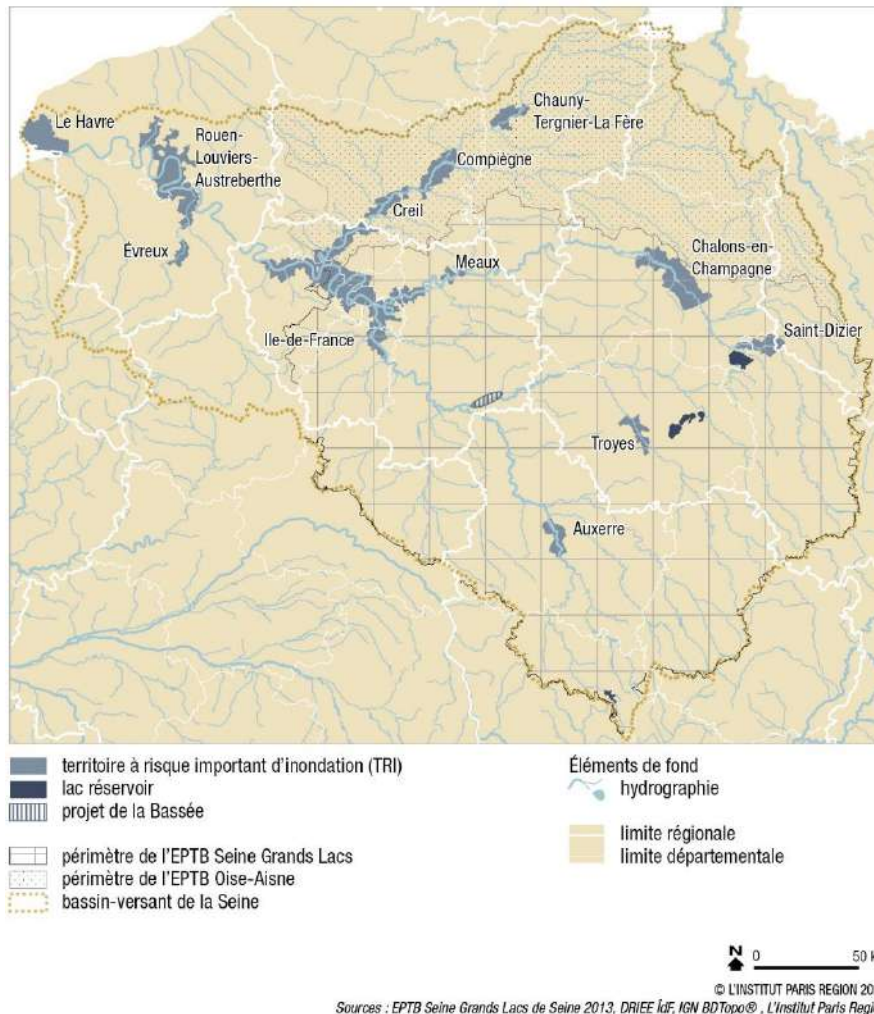 Le Havre
Rouen-
Louviers-
Austreberthe
Évreux
Chauny-
Tergnier-La Fère
Compiègne
Creil
Meaux
Chalons-en-
Champagne
Ile-de-France
Saint-Dizier
Troyes
Auxerre
territoire à risque important d'inondation (TRI)
lac réservoir
projet de la Bassée
périmètre de l'EPTB Seine Grands Lacs
périmètre de l'EPTB Oise-Aisne
bassin-versant de la Seine
Éléments de fond
hydrographie
limite régionale
limite départementale
N 0 50 k
© L'INSTITUT PARIS REGION 20
Sources : EPTB Seine Grands Lacs de Seine 2013, DRIEE ÎdF, IGN BDTopo® , L'Institut Paris Regi